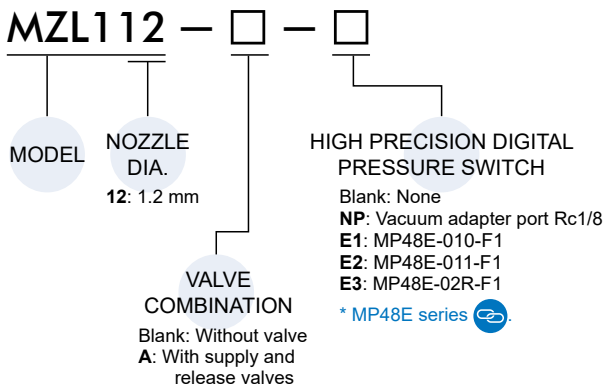 MZL112 – □ – □
MODEL
NOZZLE
DIA.
12: 1.2 mm
VALVE
COMBINATION
Blank: Without valve
A: With supply and
release valves
HIGH PRECISION DIGITAL
PRESSURE SWITCH
Blank: None
NP: Vacuum adapter port Rc1/8
E1: MP48E-010-F1
E2: MP48E-011-F1
E3: MP48E-02R-F1
* MP48E series .